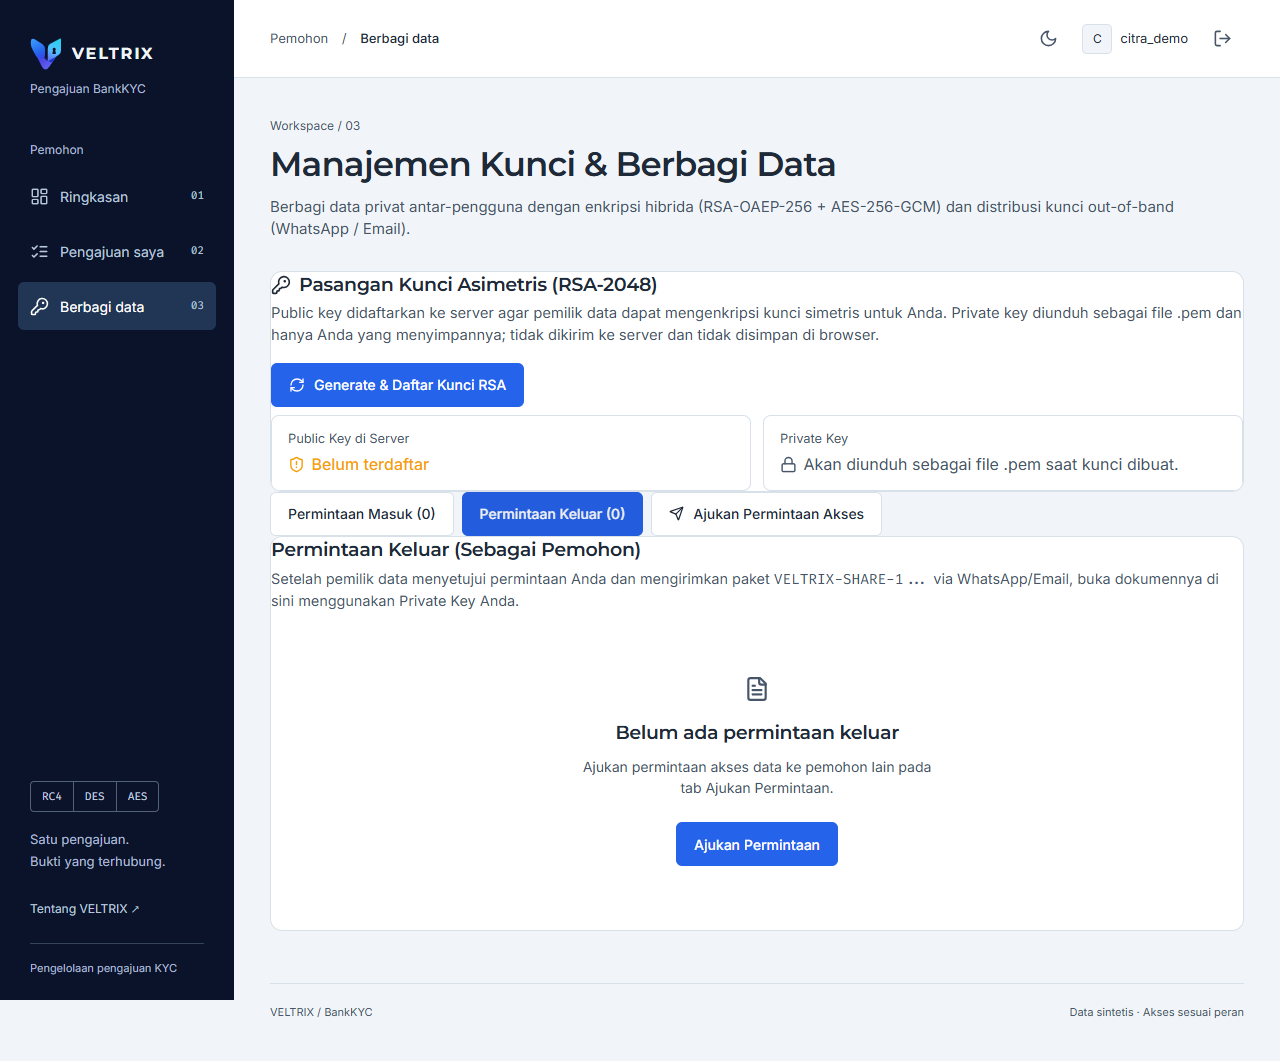 VELTRIX
Pengajuan BankKYC
Pemohon
Ringkasan 01
Pengajuan saya 02
Berbagi data 03
RC4 DES AES
Satu pengajuan.
Bukti yang terhubung.
Tentang VELTRIX ↗
Pengelolaan pengajuan KYC
Pemohon / Berbagi data
C citra_demo
Workspace / 03
Manajemen Kunci & Berbagi Data
Berbagi data privat antar-pengguna dengan enkripsi hibrida (RSA-OAEP-256 + AES-256-GCM) dan distribusi kunci out-of-band
(WhatsApp / Email).
Pasangan Kunci Asimetris (RSA-2048)
Public key didaftarkan ke server agar pemilik data dapat mengenkripsi kunci simetris untuk Anda. Private key diunduh sebagai file .pem dan
hanya Anda yang menyimpannya; tidak dikirim ke server dan tidak disimpan di browser.
Generate & Daftar Kunci RSA
Public Key di Server
Belum terdaftar
Private Key
Akan diunduh sebagai file .pem saat kunci dibuat.
Permintaan Masuk (0) Permintaan Keluar (0) Ajukan Permintaan Akses
Permintaan Keluar (Sebagai Pemohon)
Setelah pemilik data menyetujui permintaan Anda dan mengirimkan paket VELTRIX-SHARE-1... via WhatsApp/Email, buka dokumennya di
sini menggunakan Private Key Anda.
Belum ada permintaan keluar
Ajukan permintaan akses data ke pemohon lain pada
tab Ajukan Permintaan.
Ajukan Permintaan
VELTRIX / BankKYC
Data sintetis · Akses sesuai peran